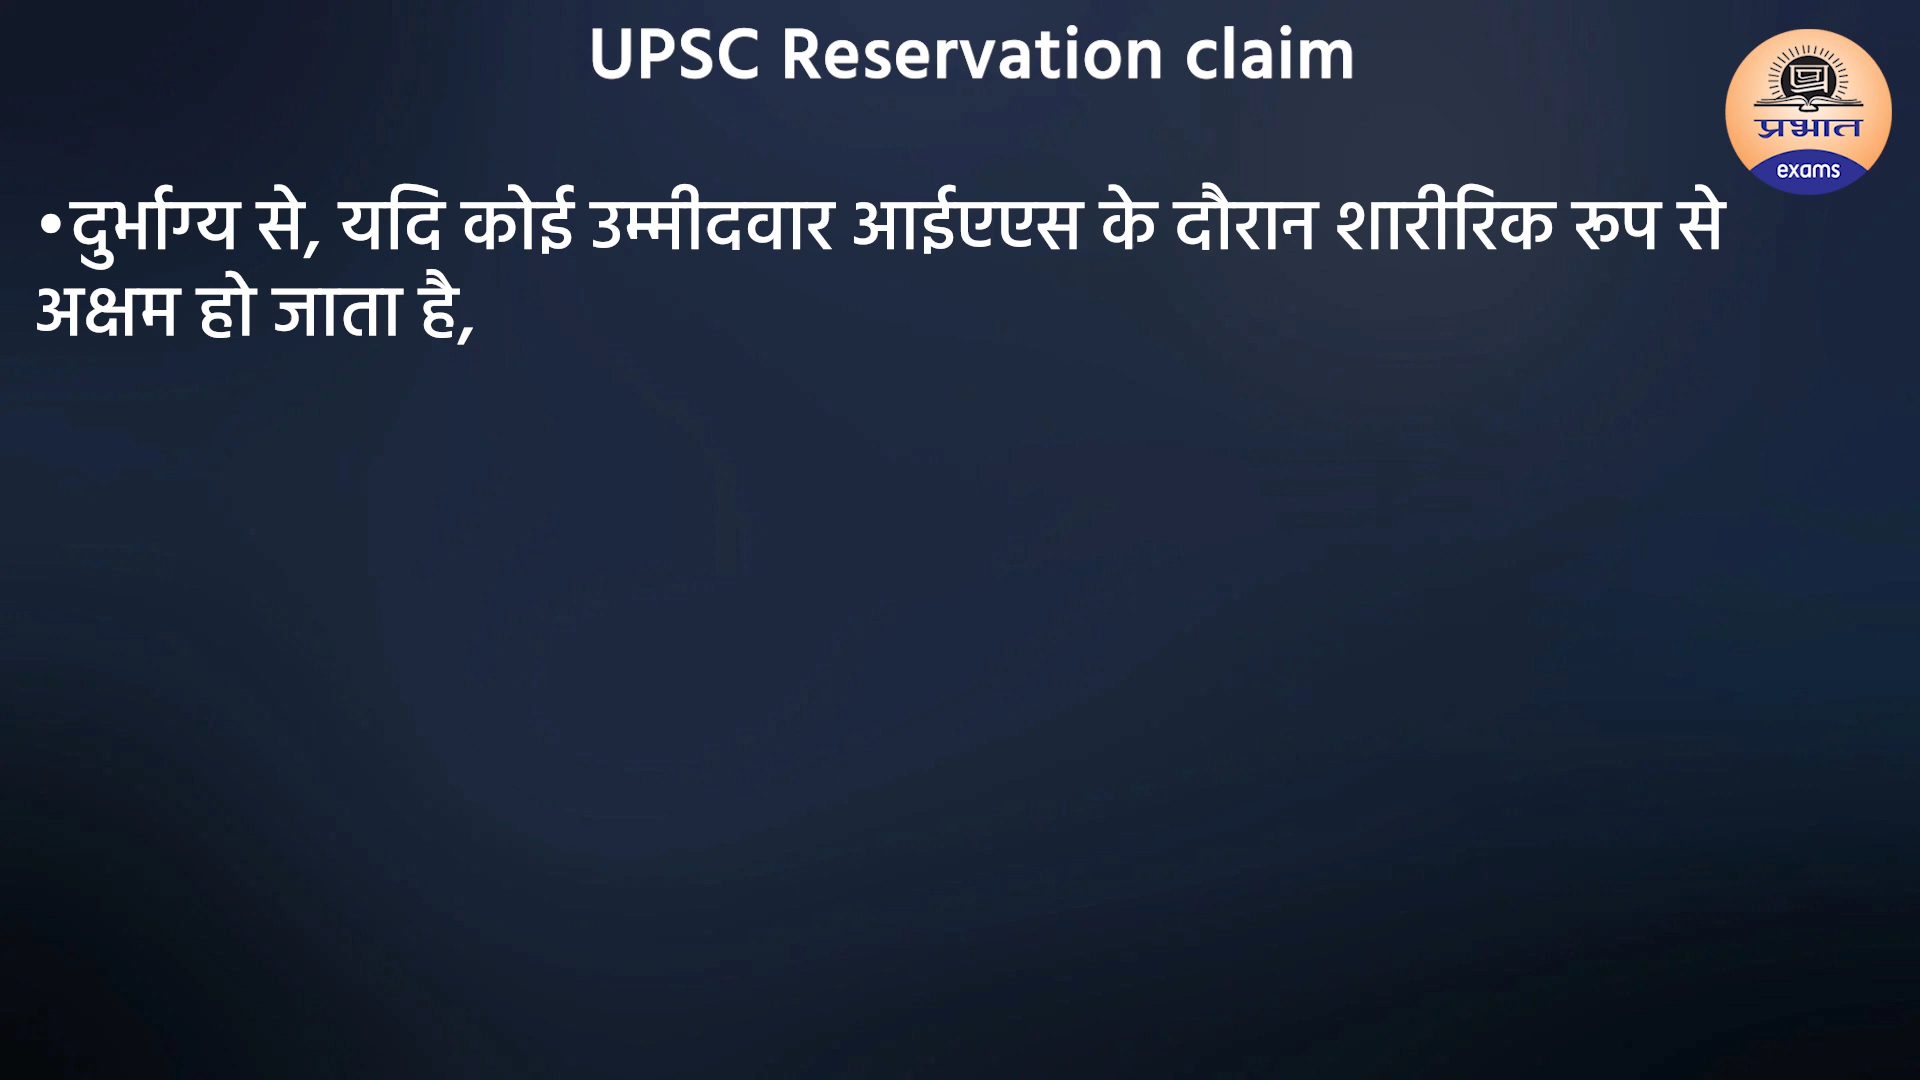 UPSC Reservation claim
प्रभात
exams
•दुर्भाग्य से, यदि कोई उम्मीदवार आईएएस के दौरान शारीरिक रूप से
अक्षम हो जाता है,